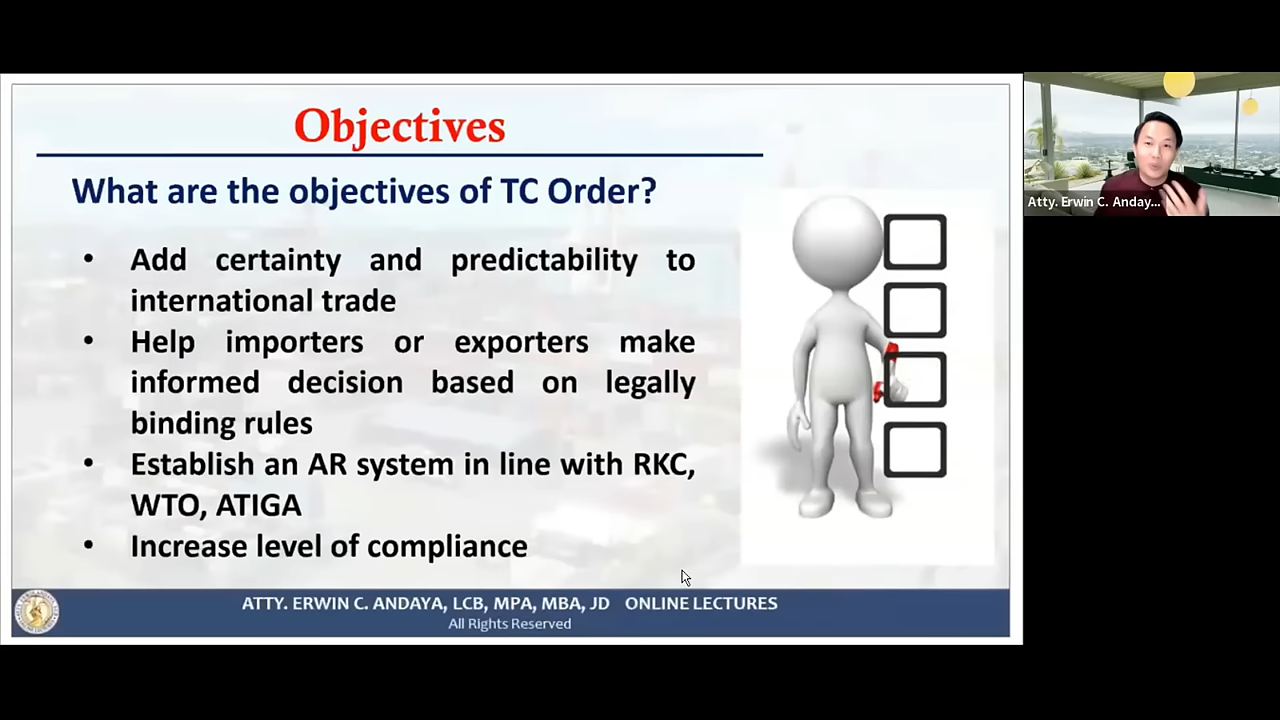 Objectives
What are the objectives of TC Order?
• Add certainty and predictability to
international trade
• Help importers or exporters make
informed decision based on legally
binding rules
• Establish an AR system in line with RKC,
WTO, ATIGA
• Increase level of compliance
ATTY. ERWIN C. ANDAYA, LCB, MPA, MBA, JD ONLINE LECTURES
All Rights Reserved
Atty. Erwin C. Anday...